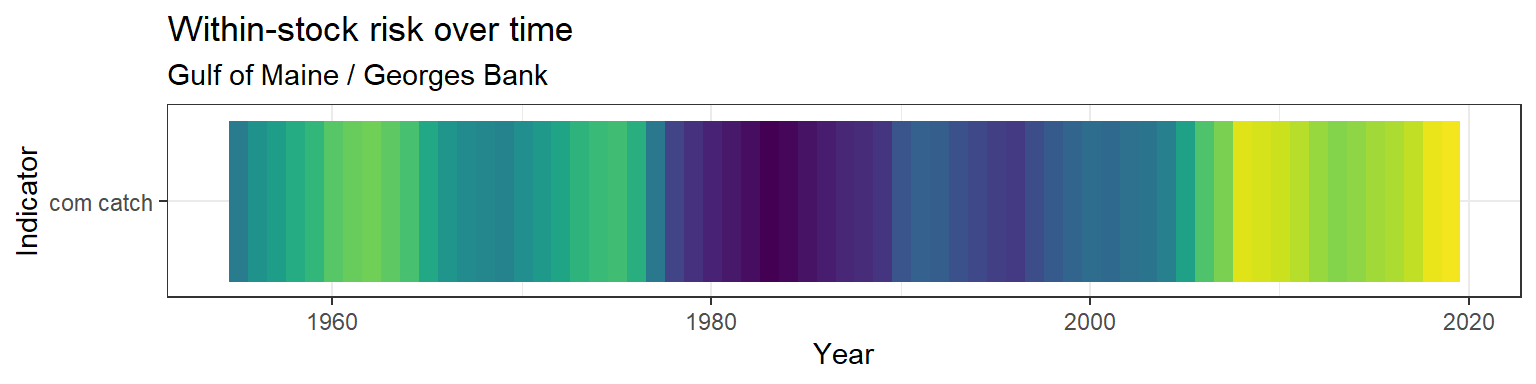 Within-stock risk over time
Gulf of Maine / Georges Bank
Indicator
com catch
1960 1980 2000 2020
Year